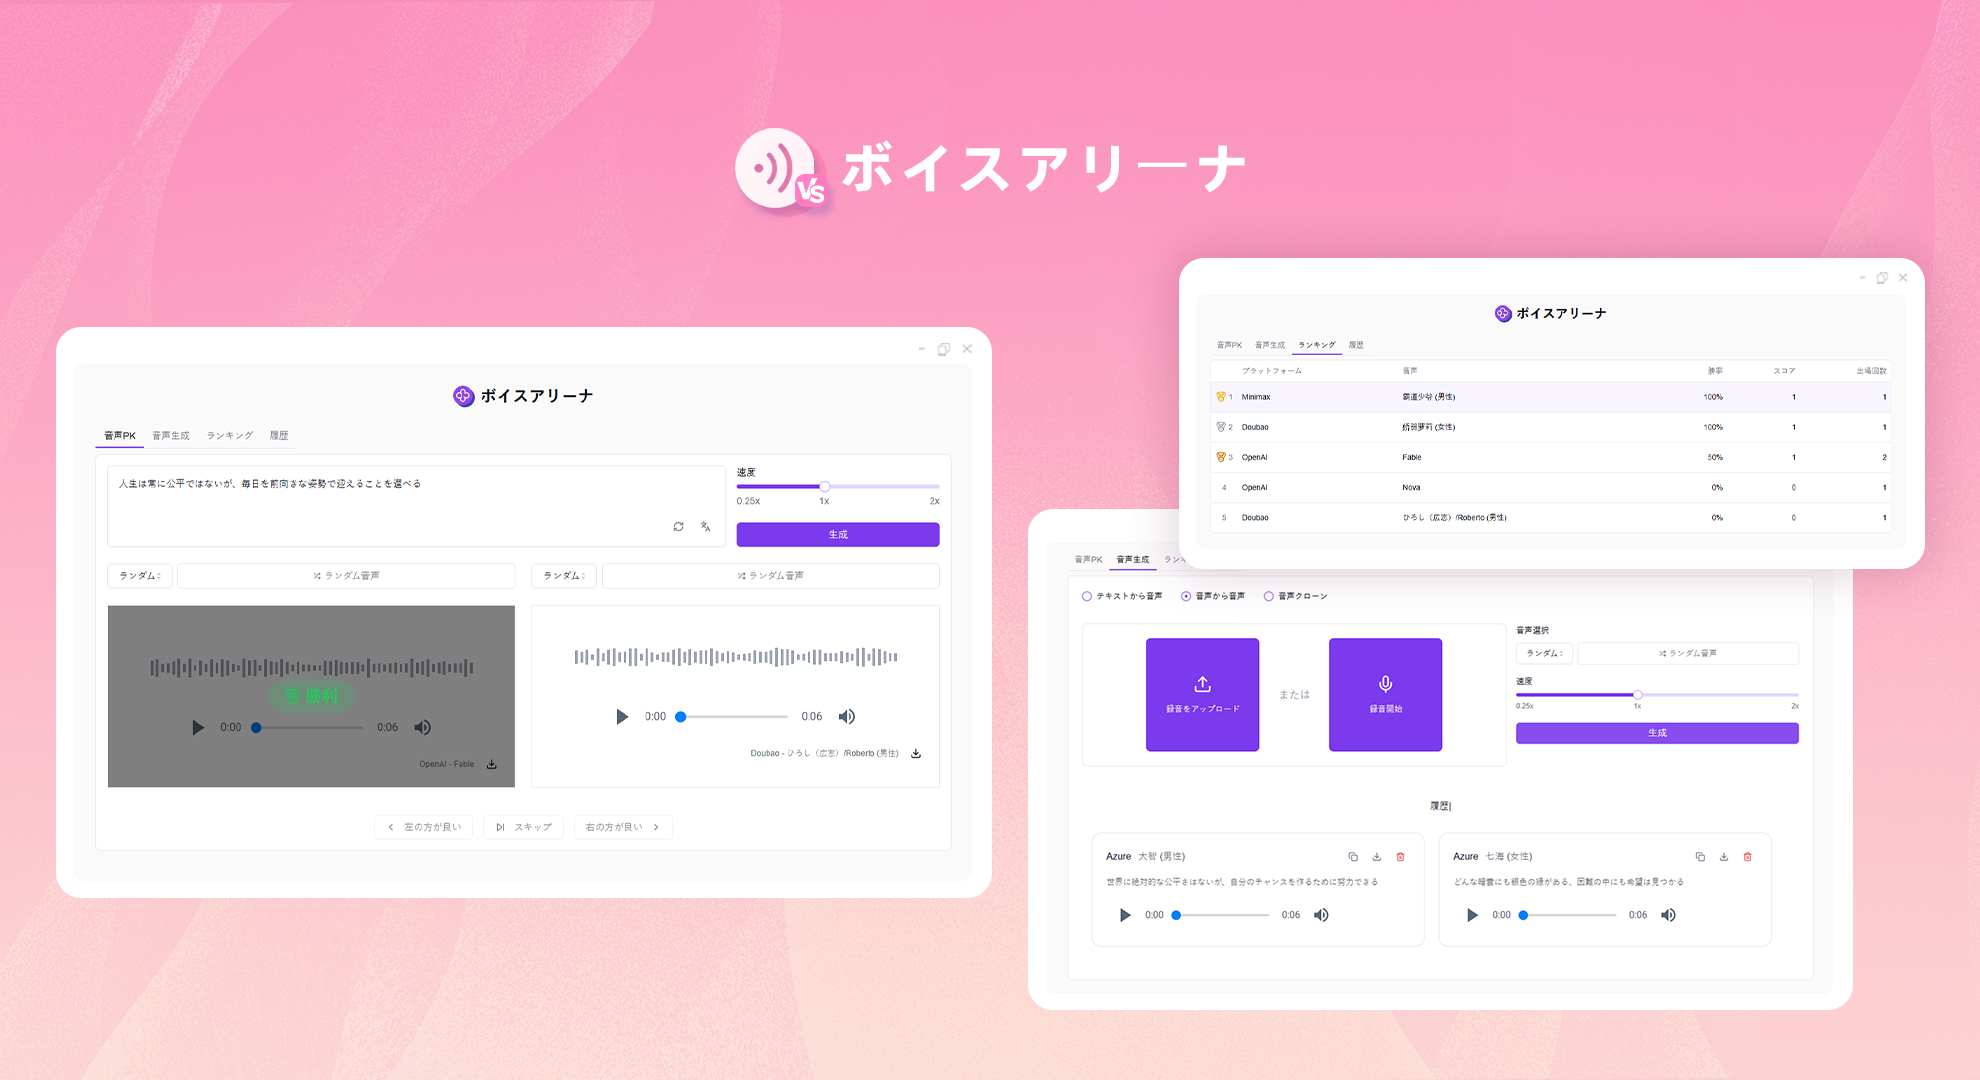 VS
ボイスアリーナ
ボイスアリーナ
音声PK 音声生成 ランキング 履歴
人生は常に公平ではないが、毎日を前向きな姿勢で迎えることを選べる
速度
0.25x 1x 2x
生成
ランダム ランダム音声
ランダム ランダム音声
勝利
0:00 0:06
OpenAI - Fable
0:00 0:06
Doubao - ひろし（広志）/Roberto (男性)
左の方が良い スキップ 右の方が良い
ボイスアリーナ
音声PK 音声生成 ランキング 履歴
プラットフォーム 音声 勝率 スコア 出場回数
1 Minimax 霸道少爷 (男性) 100% 1 1
2 Doubao (女性) 100% 1 1
3 OpenAI Fable 50% 1 2
4 OpenAI Nova 0% 0 1
5 Doubao ひろし（広志）/Roberto (男性) 0% 0 1
音声PK 音声生成 ラン
テキストから音声 音声から音声 音声クローン
録音をアップロード
または
録音開始
音声選択
ランダム ランダム音声
速度
0.25x 1x 2x
生成
履歴
Azure 大智 (男性)
世界に絶対的な公平さはないが、自分のチャンスを作るために努力できる
0:00 0:06
Azure 七海 (女性)
どんな暗雲にも銀色の縁がある、困難の中にも希望は見つかる
0:00 0:06